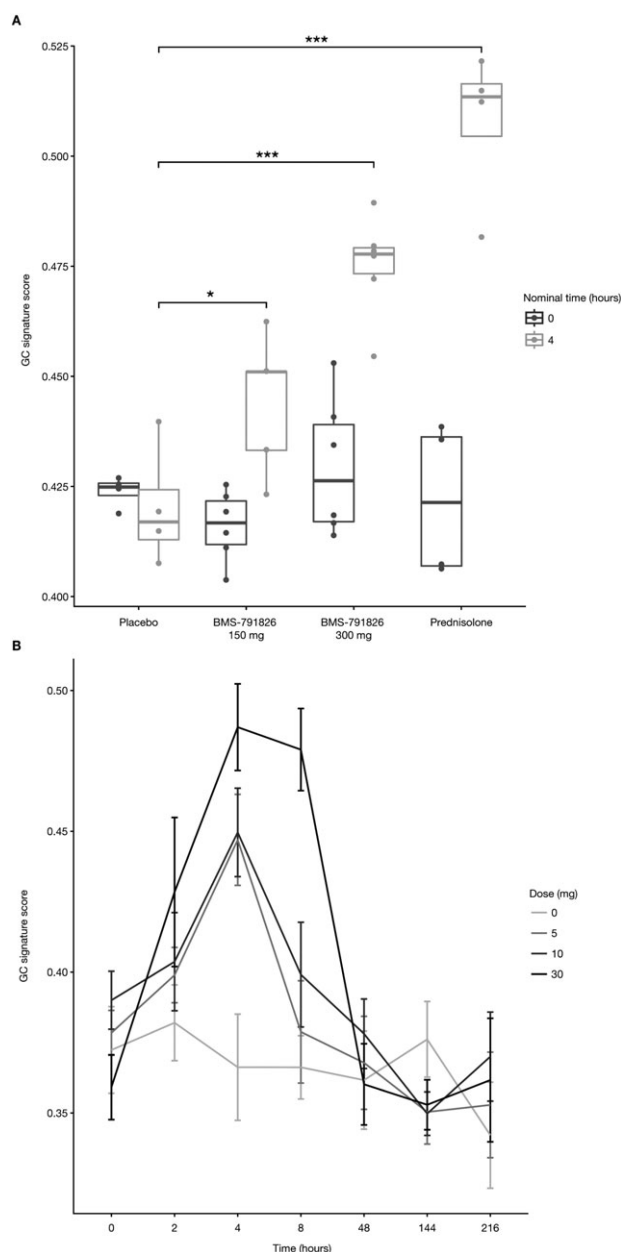 A
0.525
0.500
0.475
0.450
0.425
0.400
GC signature score
***
***
*
Nominal time (hours)
0
4
Placebo
BMS-791826
150 mg
BMS-791826
300 mg
Prednisolone
B
0.50
0.45
0.40
0.35
GC signature score
Dose (mg)
0
5
10
30
0 2 4 8 48 144 216
Time (hours)